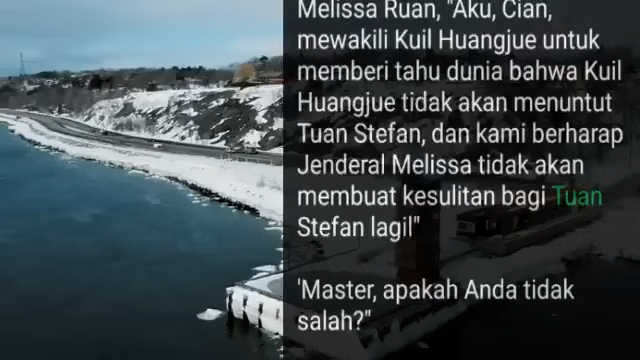 Melissa Ruan, "Aku, Cian,
mewakili Kuil Huangjue untuk
memberi tahu dunia bahwa Kuil
Huangjue tidak akan menuntut
Tuan Stefan, dan kami berharap
Jenderal Melissa tidak akan
membuat kesulitan bagi Tuan
Stefan lagil"
'Master, apakah Anda tidak
salah?"